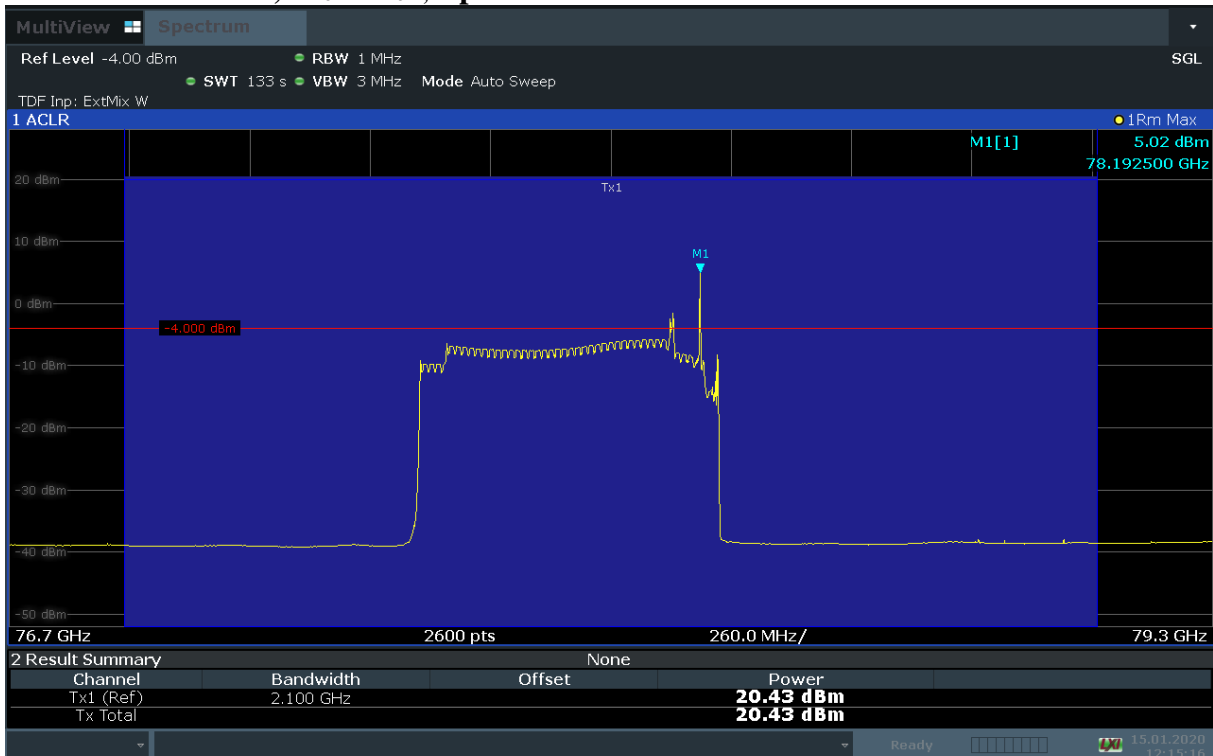 MultiView Spectrum
Ref Level -4.00 dBm RBW 1 MHz SGL
SWT 133 s VBW 3 MHz Mode Auto Sweep
TDF Inp: ExtMix W
1 ACLR 1Rm Max
M1[1] 5.02 dBm
78.192500 GHz
20 dBm
Tx1
10 dBm
M1
0 dBm
-4.000 dBm
-10 dBm
-20 dBm
-30 dBm
-40 dBm
-50 dBm
76.7 GHz 2600 pts 260.0 MHz/ 79.3 GHz
2 Result Summary None
Channel Bandwidth Offset Power
Tx1 (Ref) 2.100 GHz 20.43 dBm
Tx Total 20.43 dBm
Ready LXI 15.01.2020
12:15:16